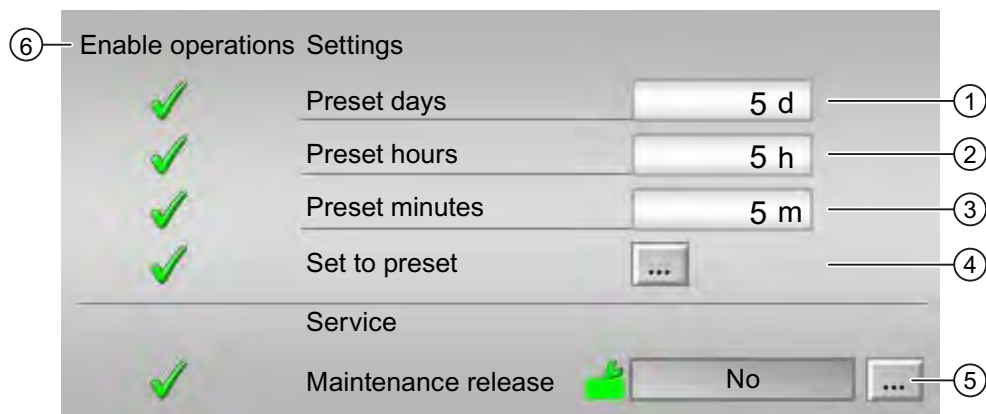 6 Enable operations Settings
Preset days 5 d 1
Preset hours 5 h 2
Preset minutes 5 m 3
Set to preset ... 4
Service
Maintenance release No ... 5